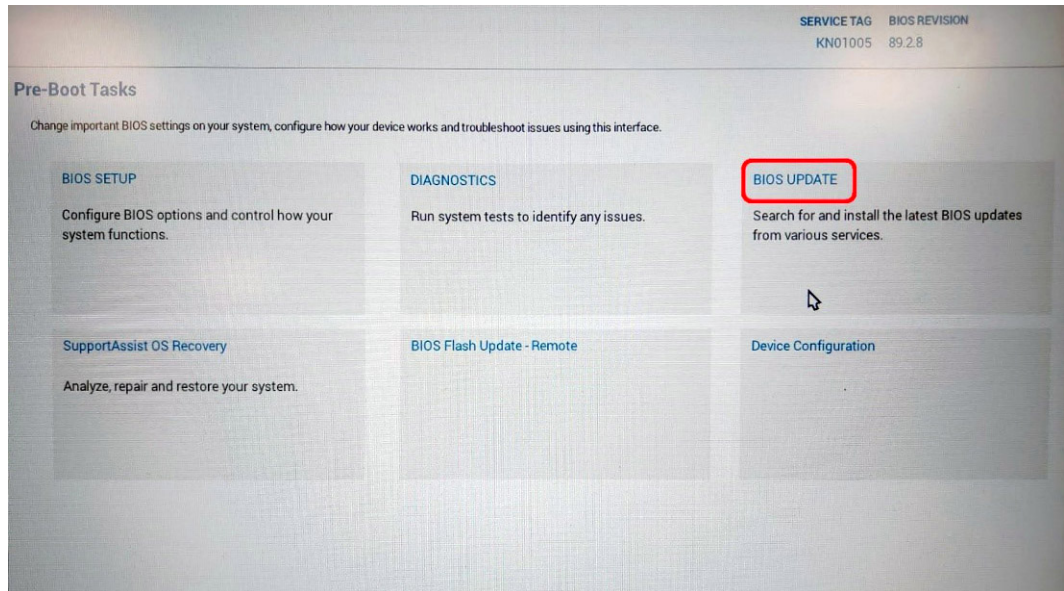 SERVICE TAG BIOS REVISION
KN01005 89.2.8
Pre-Boot Tasks
Change important BIOS settings on your system, configure how your device works and troubleshoot issues using this interface.
BIOS SETUP
Configure BIOS options and control how your
system functions.
DIAGNOSTICS
Run system tests to identify any issues.
BIOS UPDATE
Search for and install the latest BIOS updates
from various services.
SupportAssist OS Recovery
Analyze, repair and restore your system.
BIOS Flash Update - Remote
Device Configuration